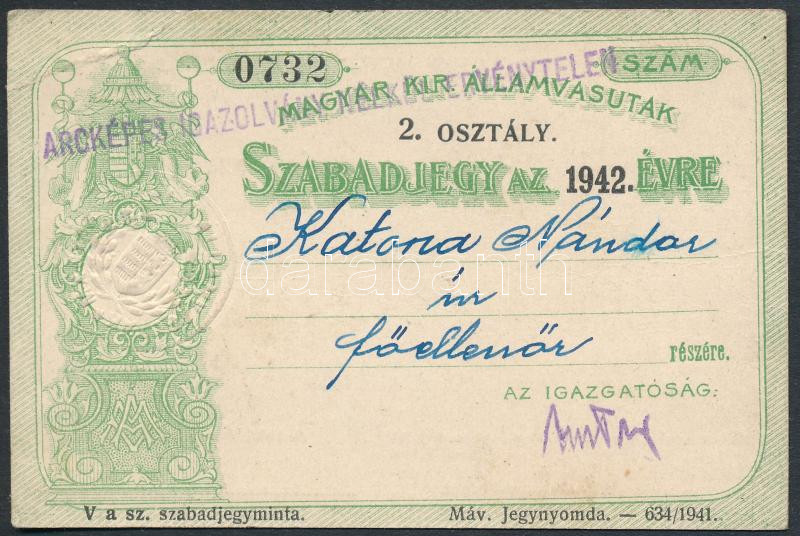 0732 SZÁM
ARCKÉPES IGAZOLVÁNY NÉLKÜL ÉRVÉNYTELEN
MAGYAR KIR. ÁLLAMVASUTAK
2. OSZTÁLY.
SZABADJEGY AZ 1942. ÉVRE
Katona Nándor
úr
főellenőr részére.
AZ IGAZGATÓSÁG:
V a sz. szabadjegyminta. Máv. Jegynyomda. — 634/1941.
darabanth